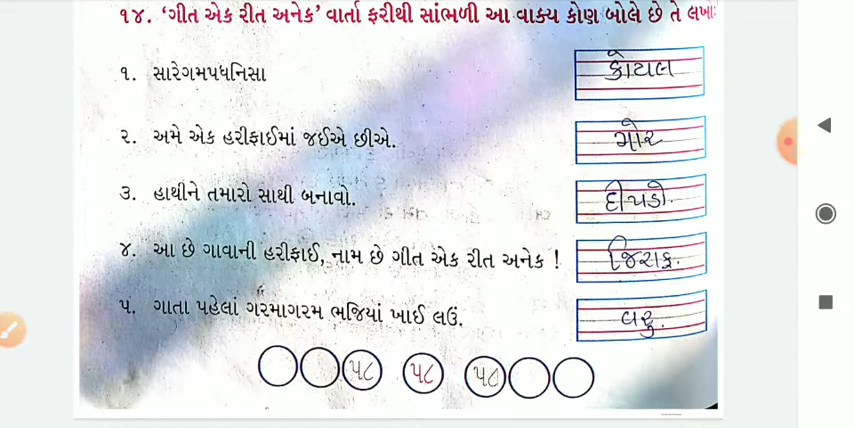 ૧૪. ‘ગીત એક રીત અનેક’ વાર્તા ફરીથી સાંભળી આ વાક્ય કોણ બોલે છે તે લખો:
૧. સારેગમપધનિસા કોયલ
૨. અમે એક હરીફાઈમાં જઈએ છીએ. મોર
૩. હાથીને તમારો સાથી બનાવો. દીપડો.
૪. આ છે ગાવાની હરીફાઈ, નામ છે ગીત એક રીત અનેક ! જિરાફ.
૫. ગાતા પહેલાં ગરમાગરમ ભજિયાં ખાઈ લઉં. વરુ.
૫૮ ૫૮ ૫૮